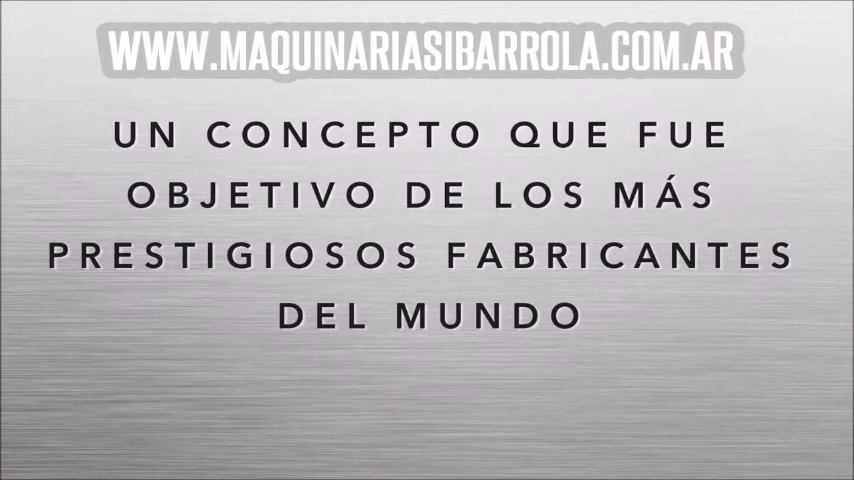 WWW.MAQUINARIASIBARROLA.COM.AR
UN CONCEPTO QUE FUE
OBJETIVO DE LOS MÁS
PRESTIGIOSOS FABRICANTES
DEL MUNDO